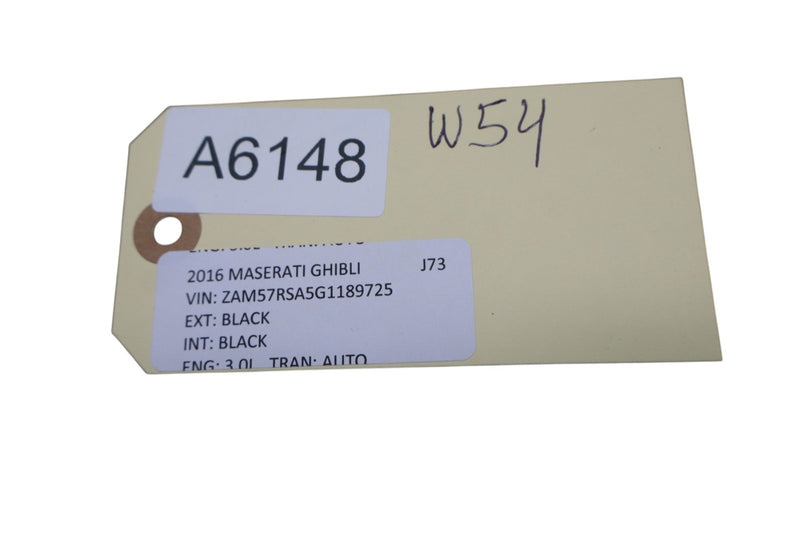 W54
A6148
2016 MASERATI GHIBLI J73
VIN: ZAM57RSA5G1189725
EXT: BLACK
INT: BLACK
ENG: 3.0L TRAN: AUTO